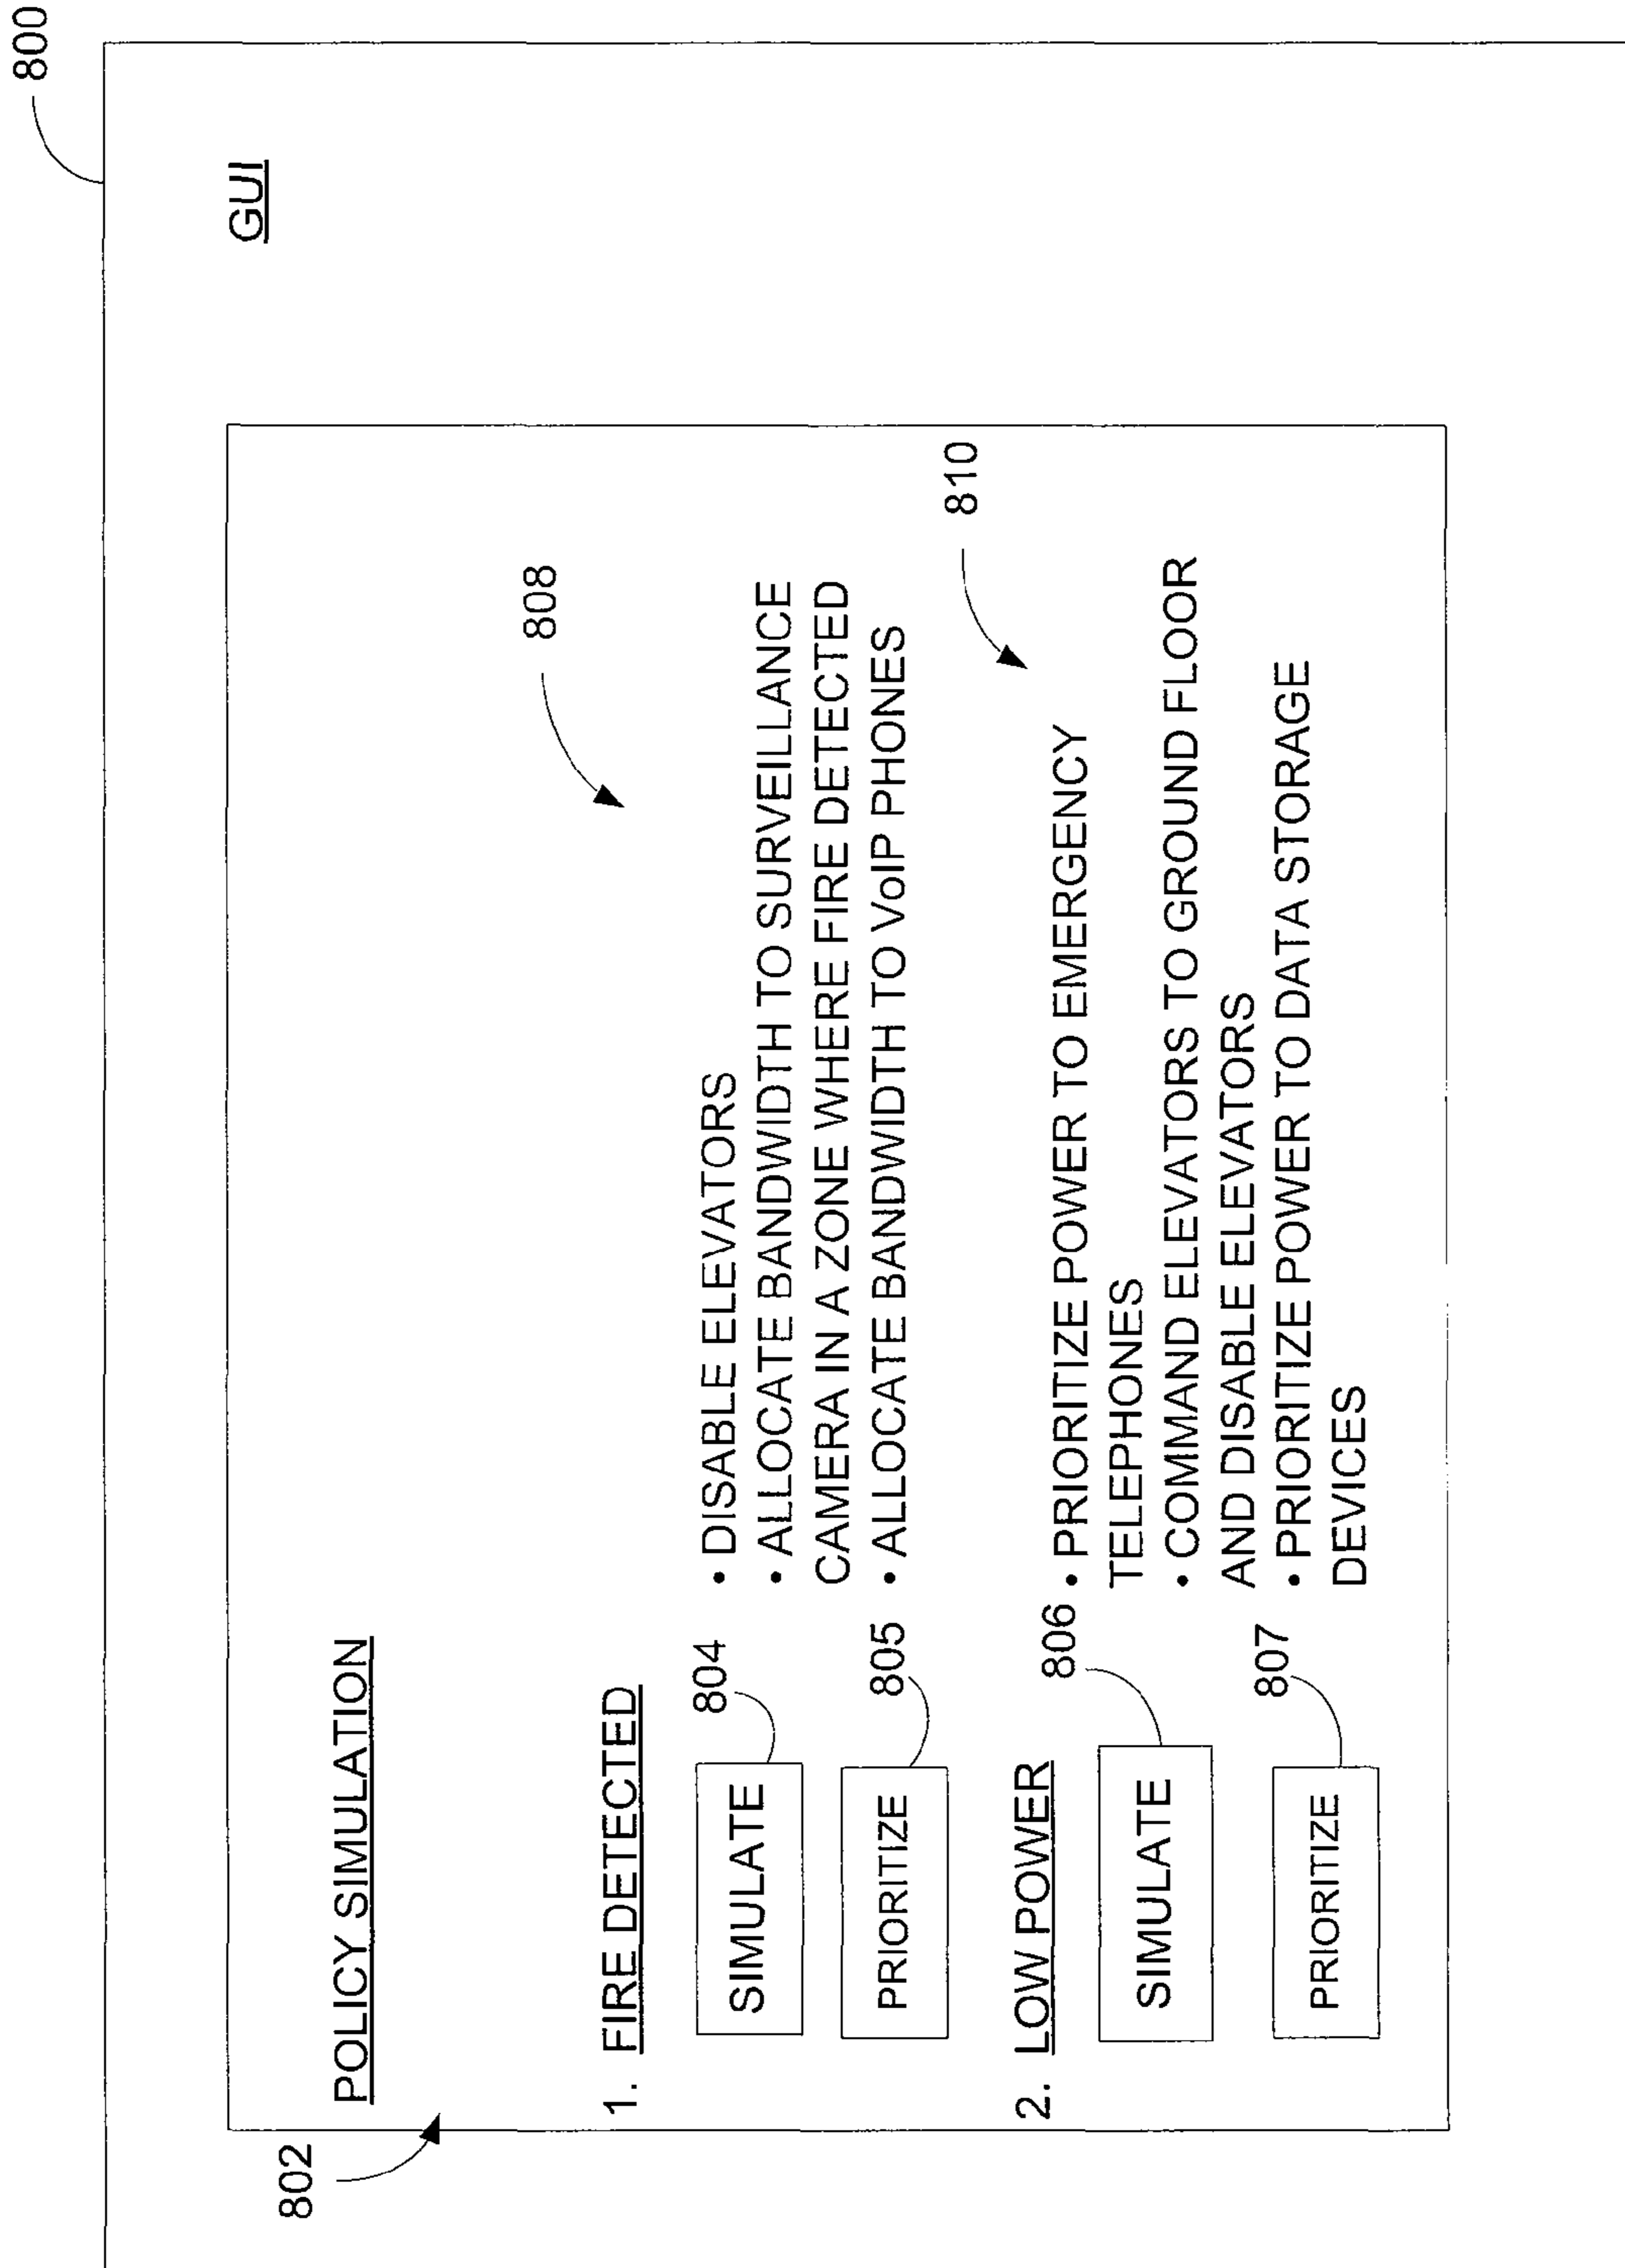 800
GUI
802
POLICY SIMULATION
1. FIRE DETECTED
808
SIMULATE
804
• DISABLE ELEVATORS
• ALLOCATE BANDWIDTH TO SURVEILLANCE
CAMERA IN A ZONE WHERE FIRE DETECTED
PRIORITIZE
805
• ALLOCATE BANDWIDTH TO VoIP PHONES
810
2. LOW POWER
SIMULATE
806
• PRIORITIZE POWER TO EMERGENCY
TELEPHONES
• COMMAND ELEVATORS TO GROUND FLOOR
AND DISABLE ELEVATORS
PRIORITIZE
807
• PRIORITIZE POWER TO DATA STORAGE
DEVICES